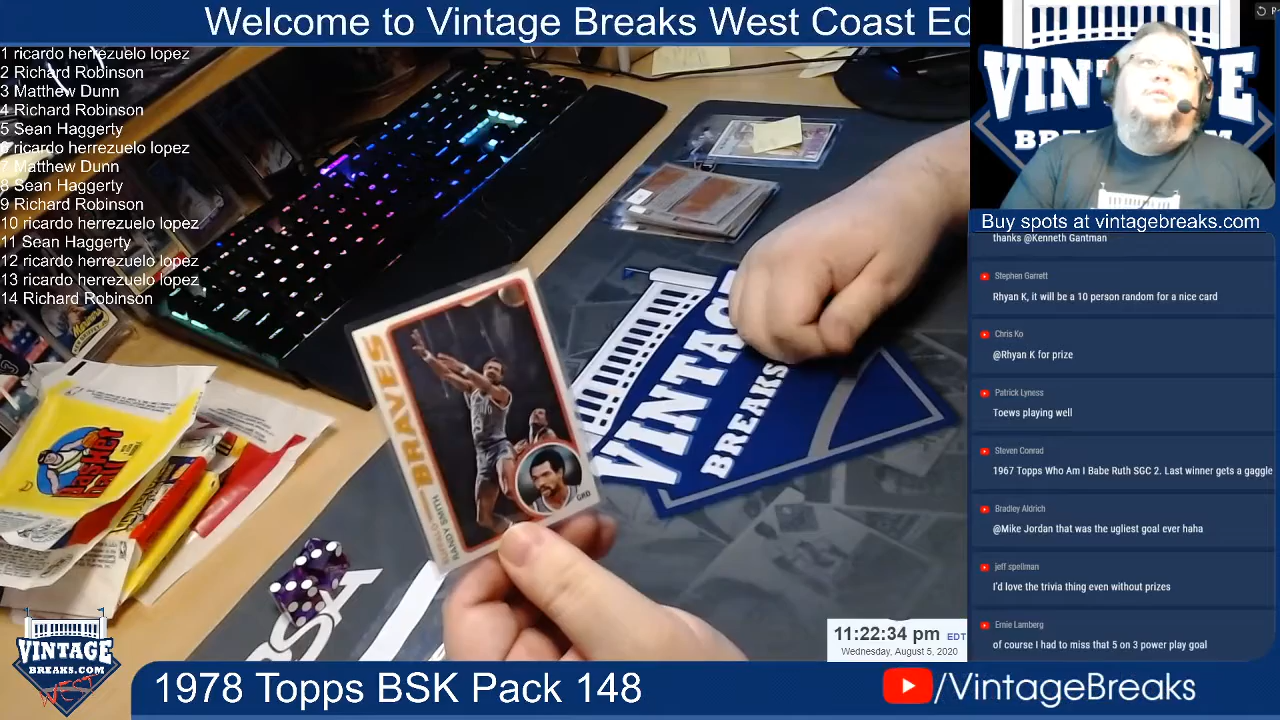 Welcome to Vintage Breaks West Coast Ed
1 ricardo herrezuelo lopez
2 Richard Robinson
3 Matthew Dunn
4 Richard Robinson
5 Sean Haggerty
6 ricardo herrezuelo lopez
7 Matthew Dunn
8 Sean Haggerty
9 Richard Robinson
10 ricardo herrezuelo lopez
11 Sean Haggerty
12 ricardo herrezuelo lopez
13 ricardo herrezuelo lopez
14 Richard Robinson
BRAVES
RANDY SMITH
GRD
VINTAGE
BREAKS
PSA
VINTAGE
BREAKS.COM
WEST
11:22:34 pm EDT
Wednesday, August 5, 2020
1978 Topps BSK Pack 148
/VintageBreaks
Buy spots at vintagebreaks.com
thanks @Kenneth Gantman
Stephen Garrett
Rhyan K, it will be a 10 person random for a nice card
Chris Ko
@Rhyan K for prize
Patrick Lyness
Toews playing well
Steven Conrad
1967 Topps Who Am I Babe Ruth SGC 2. Last winner gets a gaggle
Bradley Aldrich
@Mike Jordan that was the ugliest goal ever haha
jeff spellman
I'd love the trivia thing even without prizes
Ernie Lamberg
of course I had to miss that 5 on 3 power play goal